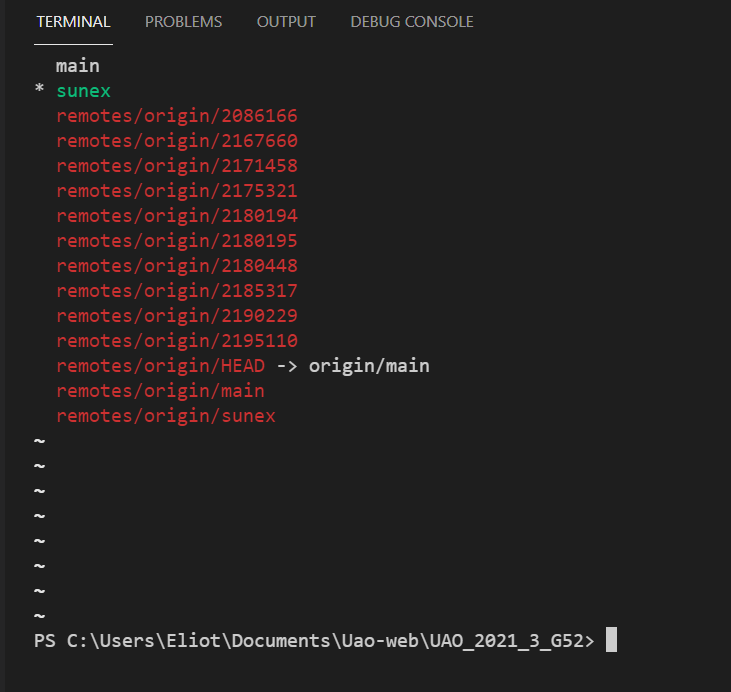 TERMINAL PROBLEMS OUTPUT DEBUG CONSOLE
main
* sunex
remotes/origin/2086166
remotes/origin/2167660
remotes/origin/2171458
remotes/origin/2175321
remotes/origin/2180194
remotes/origin/2180195
remotes/origin/2180448
remotes/origin/2185317
remotes/origin/2190229
remotes/origin/2195110
remotes/origin/HEAD -> origin/main
remotes/origin/main
remotes/origin/sunex
~
~
~
~
~
~
~
~
PS C:\Users\Eliot\Documents\Uao-web\UAO_2021_3_G52>